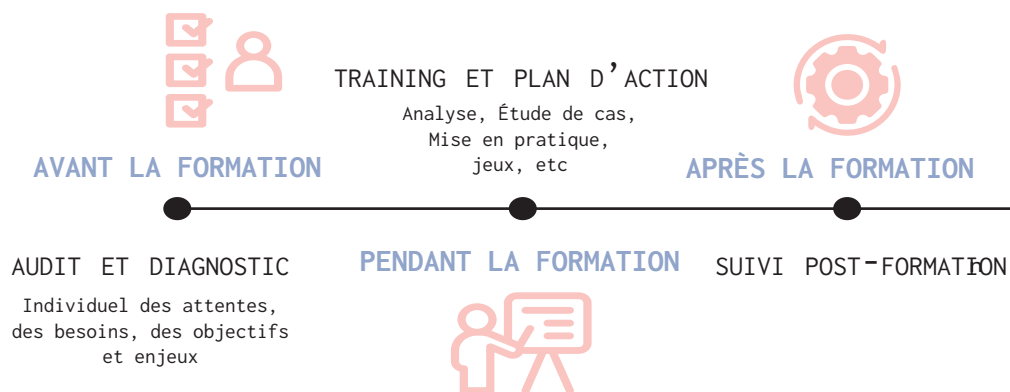 TRAINING ET PLAN D’ACTION
Analyse, Étude de cas,
Mise en pratique,
jeux, etc
AVANT LA FORMATION
APRÈS LA FORMATION
AUDIT ET DIAGNOSTIC
Individuel des attentes,
des besoins, des objectifs
et enjeux
PENDANT LA FORMATION
SUIVI POST-FORMATION